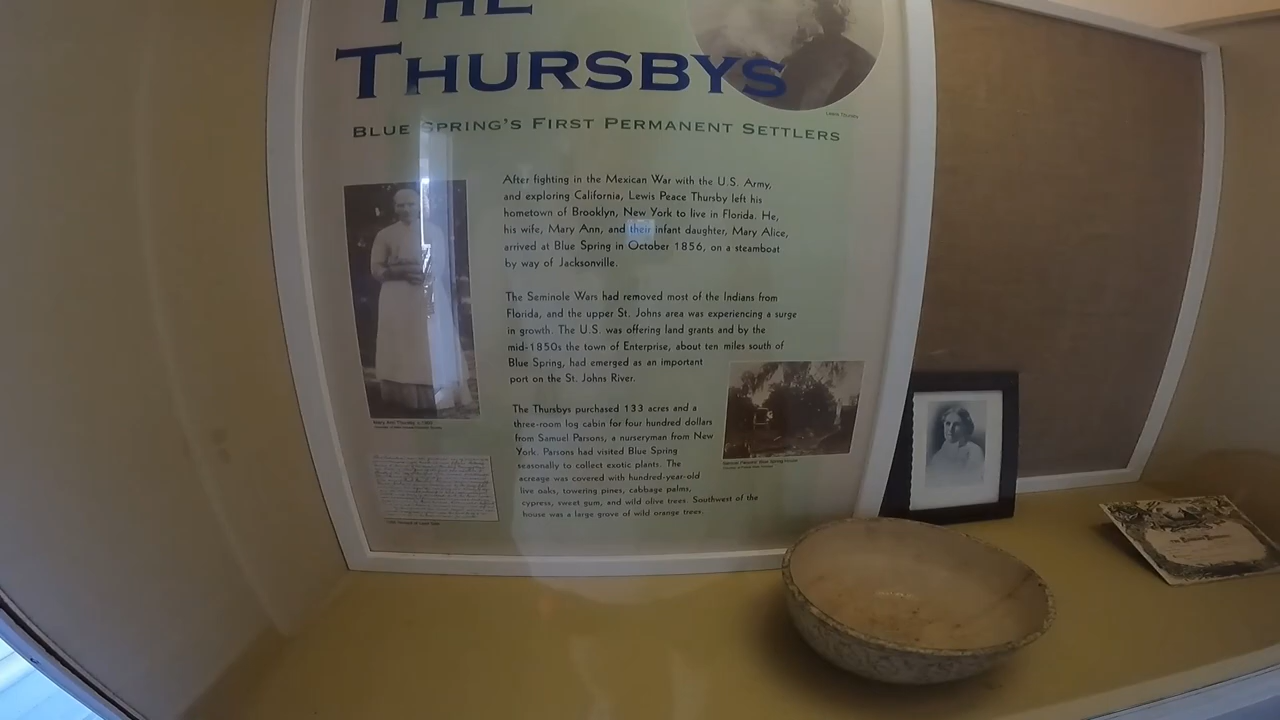 THE
THURSBYS
Lewis Thursby
BLUE SPRING'S FIRST PERMANENT SETTLERS
After fighting in the Mexican War with the U.S. Army,
and exploring California, Lewis Peace Thursby left his
hometown of Brooklyn, New York to live in Florida. He,
his wife, Mary Ann, and their infant daughter, Mary Alice,
arrived at Blue Spring in October 1856, on a steamboat
by way of Jacksonville.
The Seminole Wars had removed most of the Indians from
Florida, and the upper St. Johns area was experiencing a surge
in growth. The U.S. was offering land grants and by the
mid-1850s the town of Enterprise, about ten miles south of
Blue Spring, had emerged as an important
port on the St. Johns River.
The Thursbys purchased 133 acres and a
three-room log cabin for four hundred dollars
from Samuel Parsons, a nurseryman from New
York. Parsons had visited Blue Spring
seasonally to collect exotic plants. The
acreage was covered with hundred-year-old
live oaks, towering pines, cabbage palms,
cypress, sweet gum, and wild olive trees. Southwest of the
house was a large grove of wild orange trees.
Mary Ann Thursby